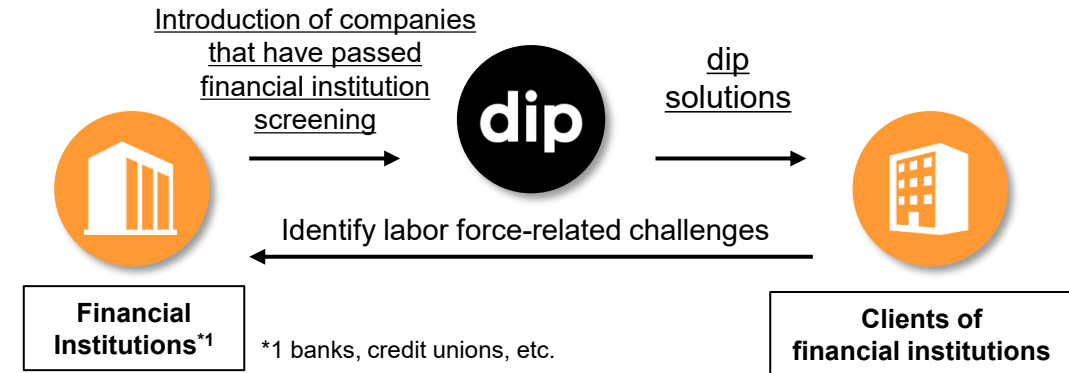 Introduction of companies
that have passed
financial institution
screening
dip
dip
solutions
Identify labor force-related challenges
Financial
Institutions*1
*1 banks, credit unions, etc.
Clients of
financial institutions